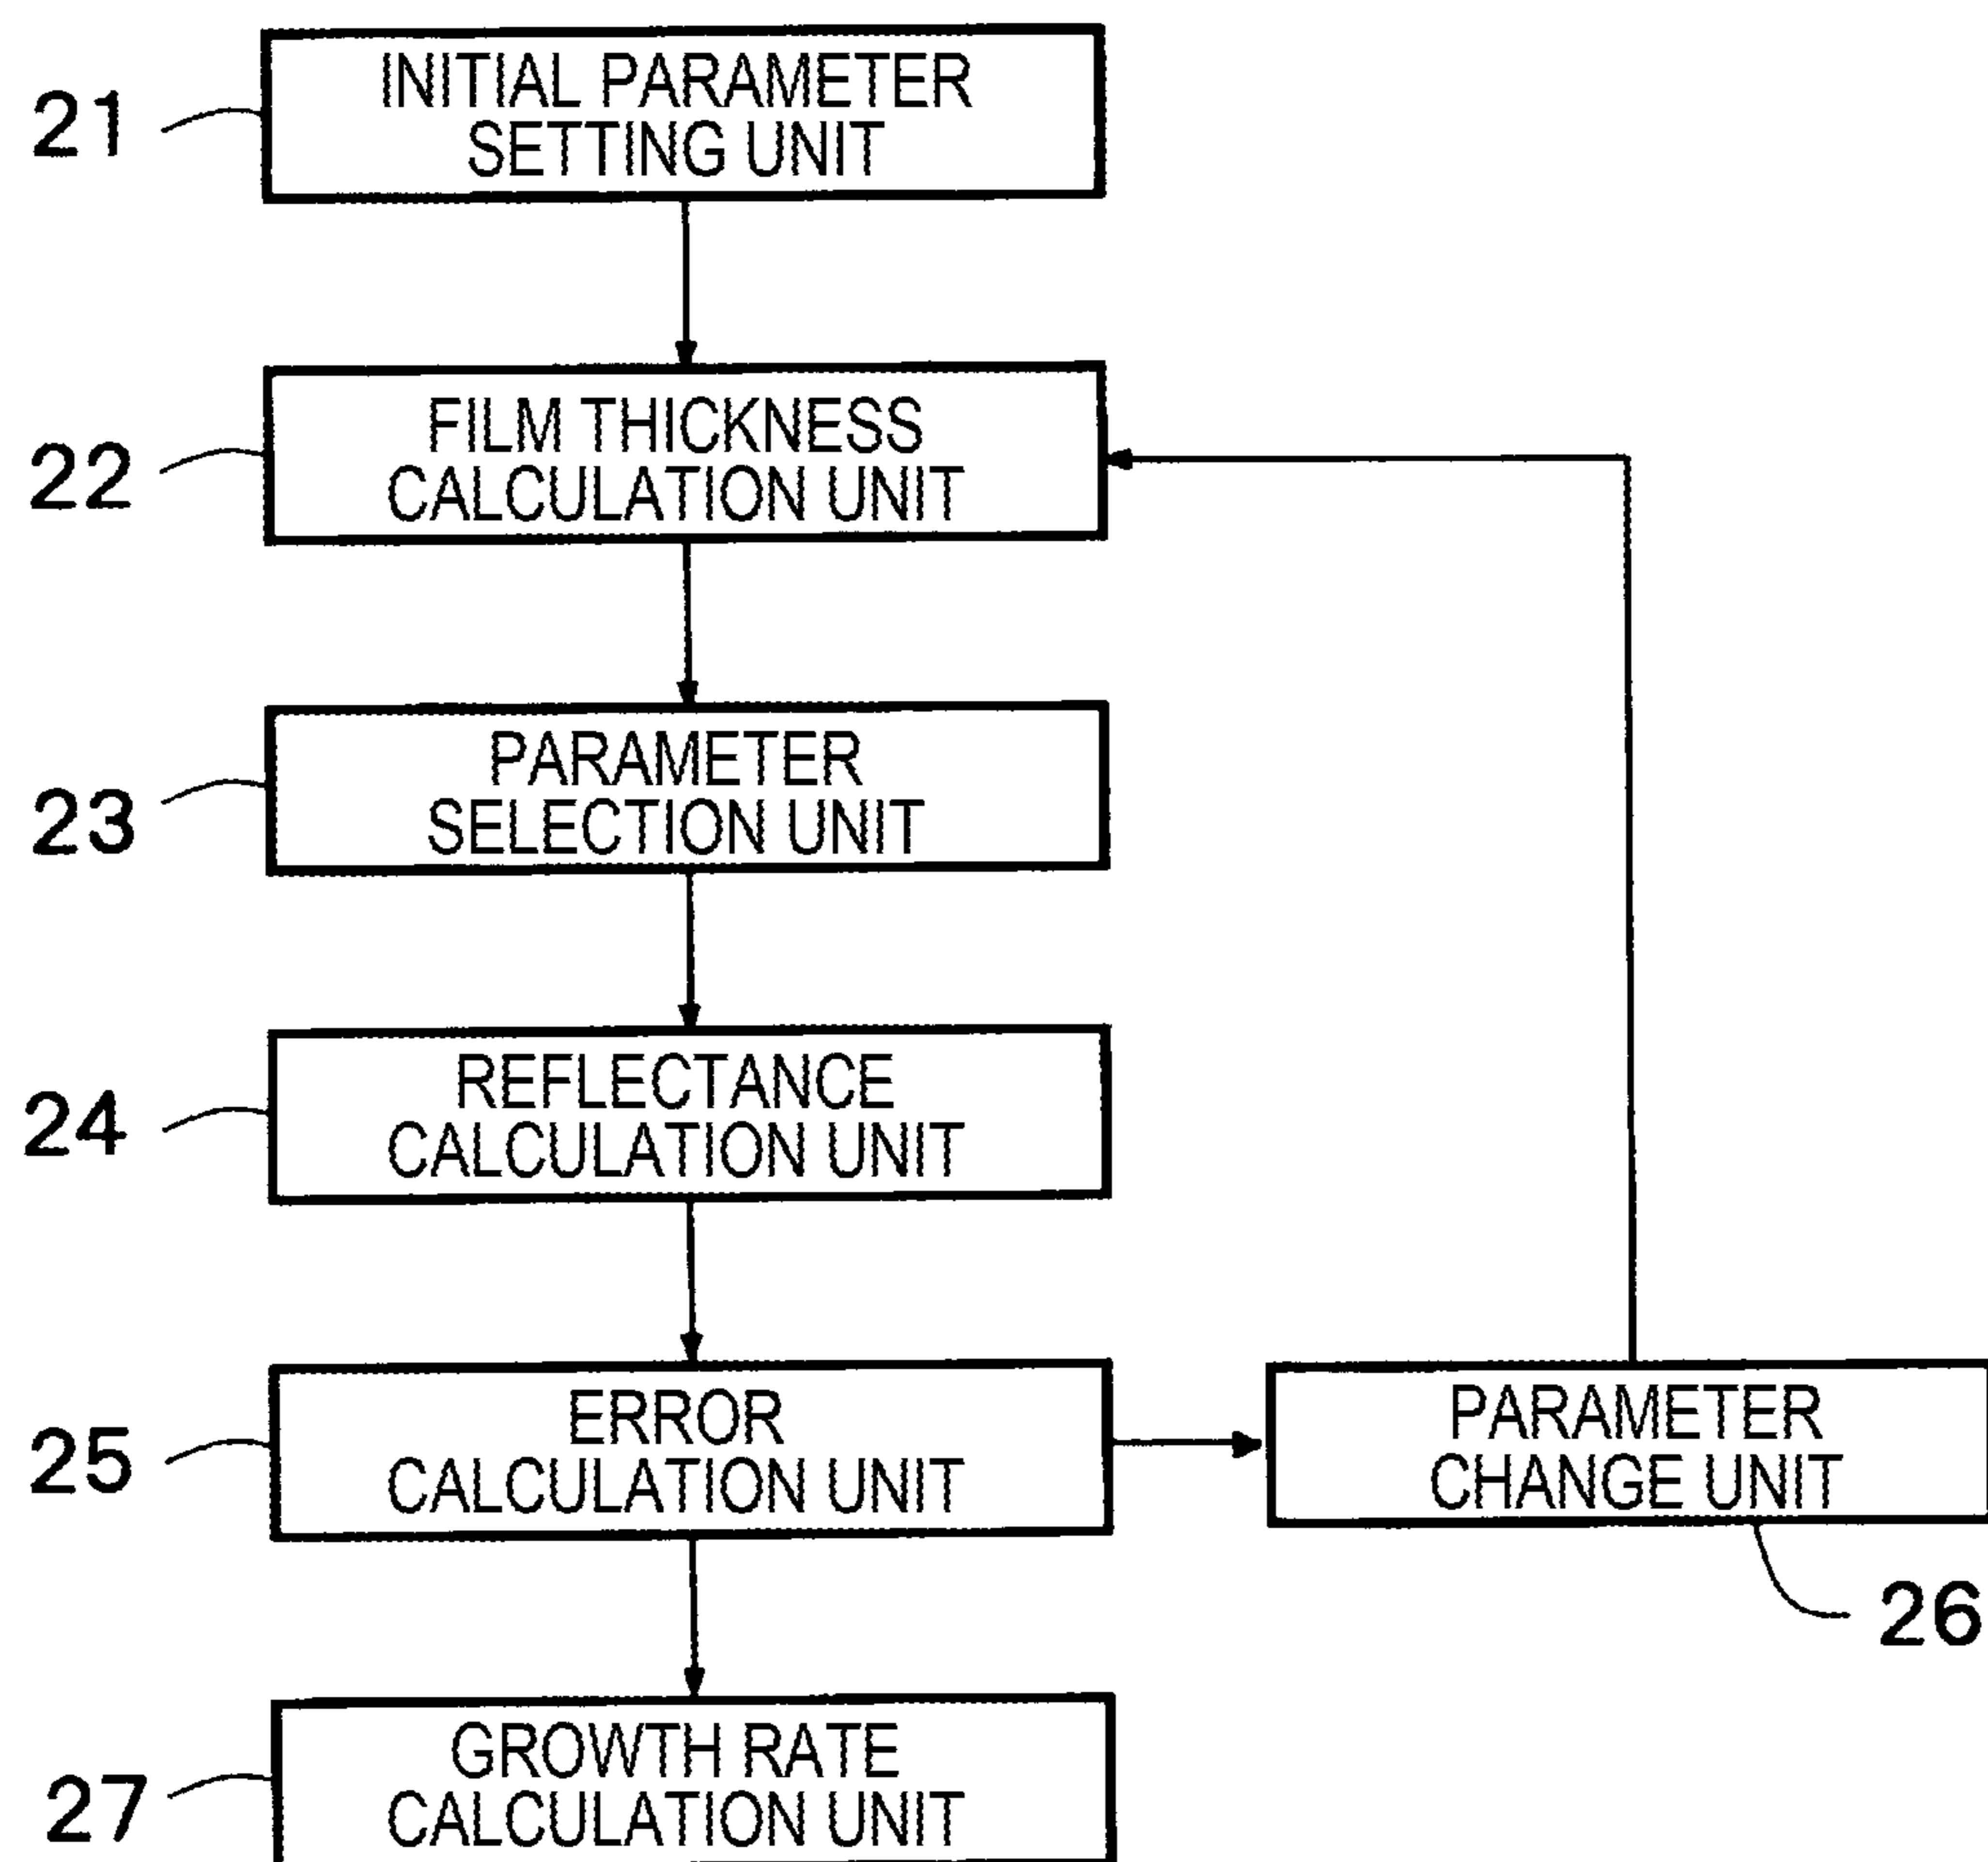 21
INITIAL PARAMETER
SETTING UNIT
22
FILM THICKNESS
CALCULATION UNIT
23
PARAMETER
SELECTION UNIT
24
REFLECTANCE
CALCULATION UNIT
25
ERROR
CALCULATION UNIT
PARAMETER
CHANGE UNIT
26
27
GROWTH RATE
CALCULATION UNIT